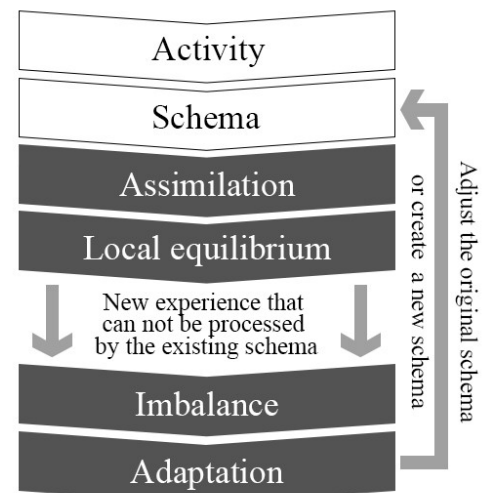 Activity
Schema
Assimilation
Local equilibrium
New experience that
can not be processed
by the existing schema
Imbalance
Adaptation
Adjust the original schema
or create a new schema